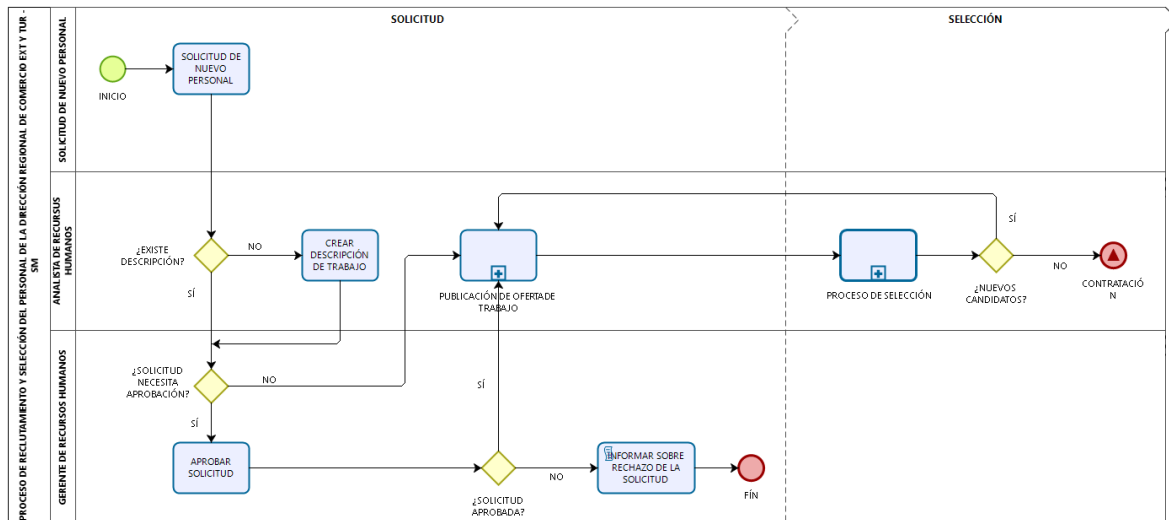 PROCESO DE RECLUTAMIENTO Y SELECCIÓN DEL PERSONAL DE LA DIRECCIÓN REGIONAL DE COMERCIO EXT Y TUR -
SM
SOLICITUD
SELECCIÓN
SOLICITUD DE NUEVO PERSONAL
SOLICITUD DE
NUEVO
PERSONAL
INICIO
ANALISTA DE RECURSUS
HUMANOS
¿EXISTE
DESCRIPCIÓN?
NO
CREAR
DESCRIPCIÓN
DE TRABAJO
SÍ
PUBLICACIÓN DE OFERTADE
TRABAJO
PROCESO DE SELECCIÓN
SÍ
¿NUEVOS
CANDIDATOS?
NO
CONTRATACI
ÓN
GERENTE DE RECURSOS HUMANOS
¿SOLICITUD
NECESITA
APROBACIÓN?
NO
SÍ
SÍ
APROBAR
SOLICITUD
¿SOLICITUD
APROBADA?
NO
INFORMAR SOBRE
RECHAZO DE LA
SOLICITUD
FÍN